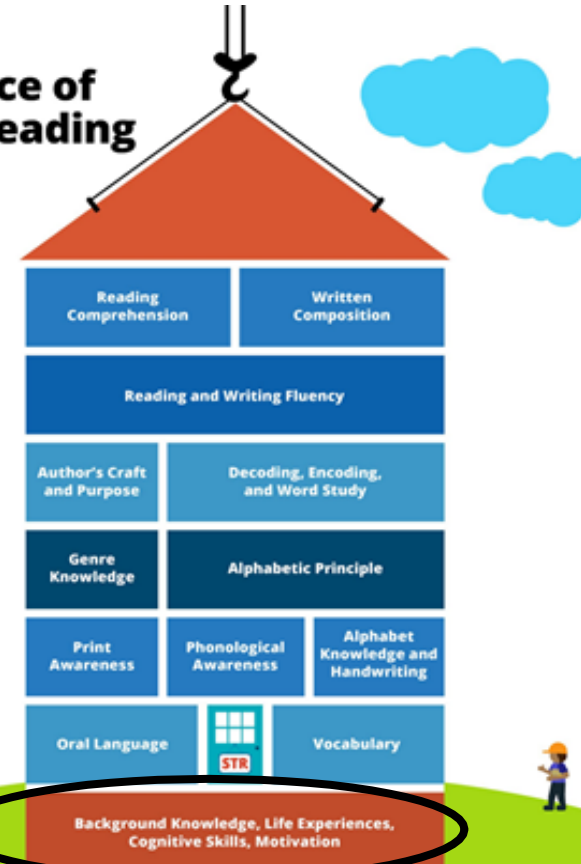 ce of
eading
Reading
Comprehension
Written
Composition
Reading and Writing Fluency
Author's Craft
and Purpose
Decoding, Encoding,
and Word Study
Genre
Knowledge
Alphabetic Principle
Print
Awareness
Phonological
Awareness
Alphabet
Knowledge and
Handwriting
Oral Language
STR
Vocabulary
Background Knowledge, Life Experiences,
Cognitive Skills, Motivation